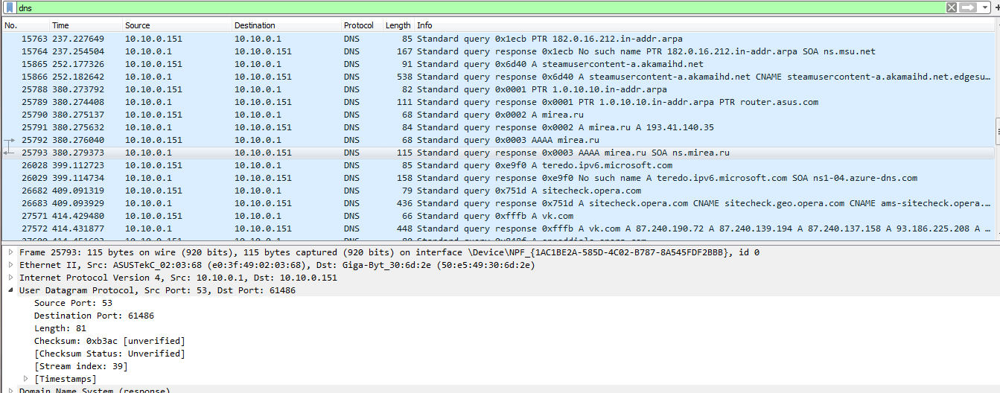 dns
No. Time Source Destination Protocol Length Info
15763 237.227649 10.10.0.151 10.10.0.1 DNS 85 Standard query 0x1ecb PTR 182.0.16.212.in-addr.arpa
15764 237.254504 10.10.0.1 10.10.0.151 DNS 167 Standard query response 0x1ecb No such name PTR 182.0.16.212.in-addr.arpa SOA ns.msu.net
15865 252.177326 10.10.0.151 10.10.0.1 DNS 91 Standard query 0x6d40 A steamusercontent-a.akamaihd.net
15866 252.182642 10.10.0.1 10.10.0.151 DNS 538 Standard query response 0x6d40 A steamusercontent-a.akamaihd.net CNAME steamusercontent-a.akamaihd.net.edgesu…
25788 380.273792 10.10.0.151 10.10.0.1 DNS 82 Standard query 0x0001 PTR 1.0.10.10.in-addr.arpa
25789 380.274408 10.10.0.1 10.10.0.151 DNS 111 Standard query response 0x0001 PTR 1.0.10.10.in-addr.arpa PTR router.asus.com
25790 380.275137 10.10.0.151 10.10.0.1 DNS 68 Standard query 0x0002 A mirea.ru
25791 380.275632 10.10.0.1 10.10.0.151 DNS 84 Standard query response 0x0002 A mirea.ru A 193.41.140.35
25792 380.276040 10.10.0.151 10.10.0.1 DNS 68 Standard query 0x0003 AAAA mirea.ru
25793 380.279373 10.10.0.1 10.10.0.151 DNS 115 Standard query response 0x0003 AAAA mirea.ru SOA ns.mirea.ru
26028 399.112723 10.10.0.151 10.10.0.1 DNS 85 Standard query 0xe9f0 A teredo.ipv6.microsoft.com
26029 399.114734 10.10.0.1 10.10.0.151 DNS 158 Standard query response 0xe9f0 No such name A teredo.ipv6.microsoft.com SOA ns1-04.azure-dns.com
26682 409.091319 10.10.0.151 10.10.0.1 DNS 79 Standard query 0x751d A sitecheck.opera.com
26683 409.093929 10.10.0.1 10.10.0.151 DNS 436 Standard query response 0x751d A sitecheck.opera.com CNAME sitecheck.geo.opera.com CNAME ams-sitecheck.opera.…
27571 414.429480 10.10.0.151 10.10.0.1 DNS 66 Standard query 0xfffb A vk.com
27572 414.431877 10.10.0.1 10.10.0.151 DNS 448 Standard query response 0xfffb A vk.com A 87.240.190.72 A 87.240.139.194 A 87.240.137.158 A 93.186.225.208 A …
Frame 25793: 115 bytes on wire (920 bits), 115 bytes captured (920 bits) on interface \Device\NPF_{1AC1BE2A-585D-4C02-B787-8A545FDF2BBB}, id 0
Ethernet II, Src: ASUSTekC_02:03:68 (e0:3f:49:02:03:68), Dst: Giga-Byt_30:6d:2e (50:e5:49:30:6d:2e)
Internet Protocol Version 4, Src: 10.10.0.1, Dst: 10.10.0.151
User Datagram Protocol, Src Port: 53, Dst Port: 61486
Source Port: 53
Destination Port: 61486
Length: 81
Checksum: 0xb3ac [unverified]
[Checksum Status: Unverified]
[Stream index: 39]
[Timestamps]
Domain Name System (response)